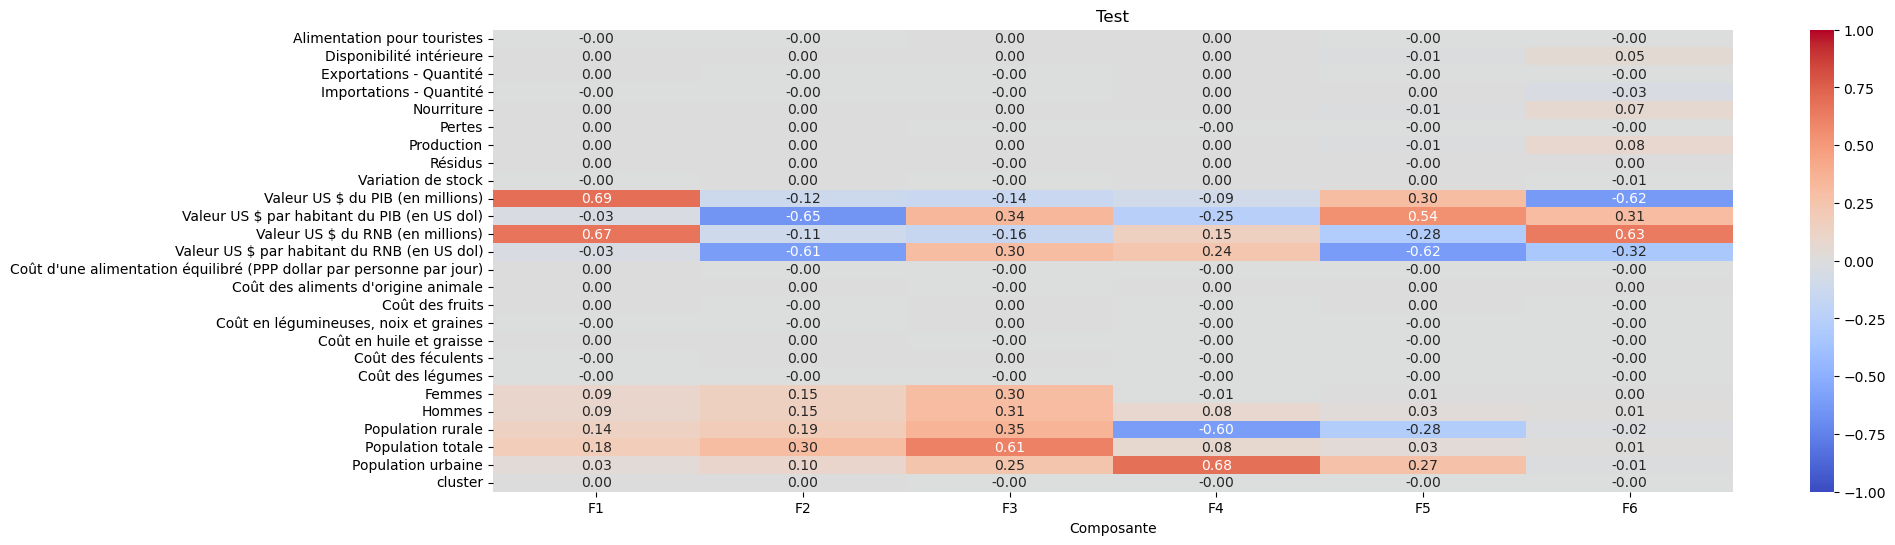 Test
Alimentation pour touristes -0.00 -0.00 0.00 0.00 -0.00 -0.00
Disponibilité intérieure 0.00 0.00 0.00 0.00 -0.01 0.05
Exportations - Quantité 0.00 -0.00 -0.00 0.00 -0.00 -0.00
Importations - Quantité -0.00 -0.00 -0.00 0.00 0.00 -0.03
Nourriture 0.00 0.00 0.00 0.00 -0.01 0.07
Pertes 0.00 0.00 -0.00 -0.00 -0.00 -0.00
Production 0.00 0.00 0.00 0.00 -0.01 0.08
Résidus 0.00 0.00 -0.00 0.00 -0.00 0.00
Variation de stock -0.00 0.00 -0.00 0.00 0.00 -0.01
Valeur US $ du PIB (en millions) 0.69 -0.12 -0.14 -0.09 0.30 -0.62
Valeur US $ par habitant du PIB (en US dol) -0.03 -0.65 0.34 -0.25 0.54 0.31
Valeur US $ du RNB (en millions) 0.67 -0.11 -0.16 0.15 -0.28 0.63
Valeur US $ par habitant du RNB (en US dol) -0.03 -0.61 0.30 0.24 -0.62 -0.32
Coût d'une alimentation équilibré (PPP dollar par personne par jour) 0.00 -0.00 -0.00 -0.00 -0.00 -0.00
Coût des aliments d'origine animale 0.00 0.00 -0.00 0.00 0.00 0.00
Coût des fruits 0.00 -0.00 0.00 -0.00 0.00 -0.00
Coût en légumineuses, noix et graines -0.00 -0.00 0.00 -0.00 -0.00 -0.00
Coût en huile et graisse 0.00 0.00 -0.00 -0.00 -0.00 -0.00
Coût des féculents -0.00 0.00 0.00 -0.00 -0.00 -0.00
Coût des légumes -0.00 -0.00 -0.00 -0.00 -0.00 -0.00
Femmes 0.09 0.15 0.30 -0.01 0.01 0.00
Hommes 0.09 0.15 0.31 0.08 0.03 0.01
Population rurale 0.14 0.19 0.35 -0.60 -0.28 -0.02
Population totale 0.18 0.30 0.61 0.08 0.03 0.01
Population urbaine 0.03 0.10 0.25 0.68 0.27 -0.01
cluster 0.00 0.00 -0.00 -0.00 -0.00 -0.00
F1 F2 F3 F4 F5 F6
Composante
1.00
0.75
0.50
0.25
0.00
−0.25
−0.50
−0.75
−1.00